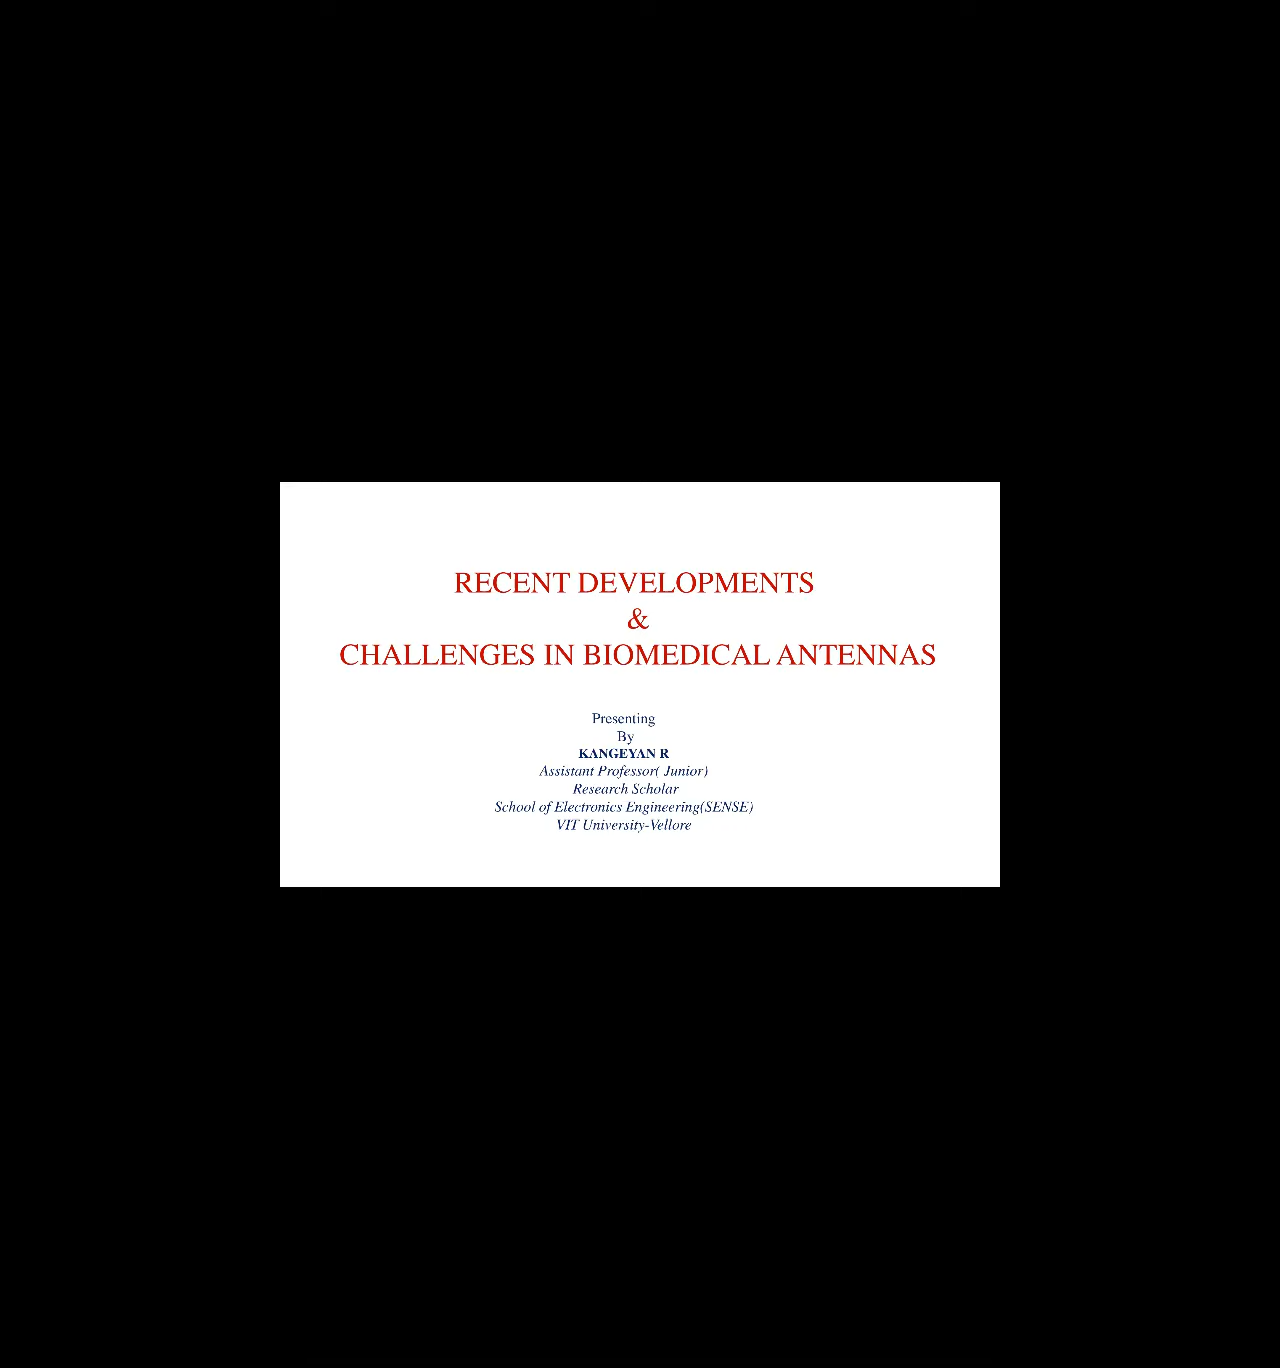 RECENT DEVELOPMENTS
&
CHALLENGES IN BIOMEDICAL ANTENNAS
Presenting
By
KANGEYAN R
Assistant Professor( Junior)
Research Scholar
School of Electronics Engineering(SENSE)
VIT University-Vellore